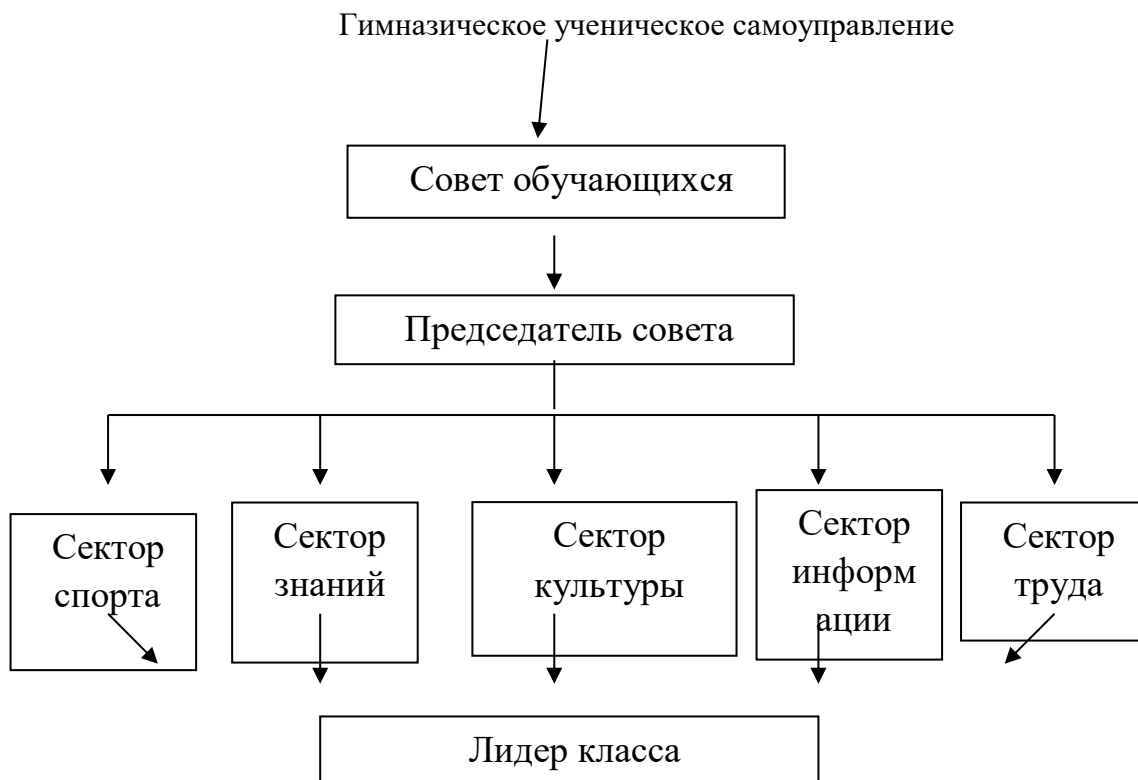 Гимназическое ученическое самоуправление
Совет обучающихся
Председатель совета
Сектор
спорта
Сектор
знаний
Сектор
культуры
Сектор
информ
ации
Сектор
труда
Лидер класса